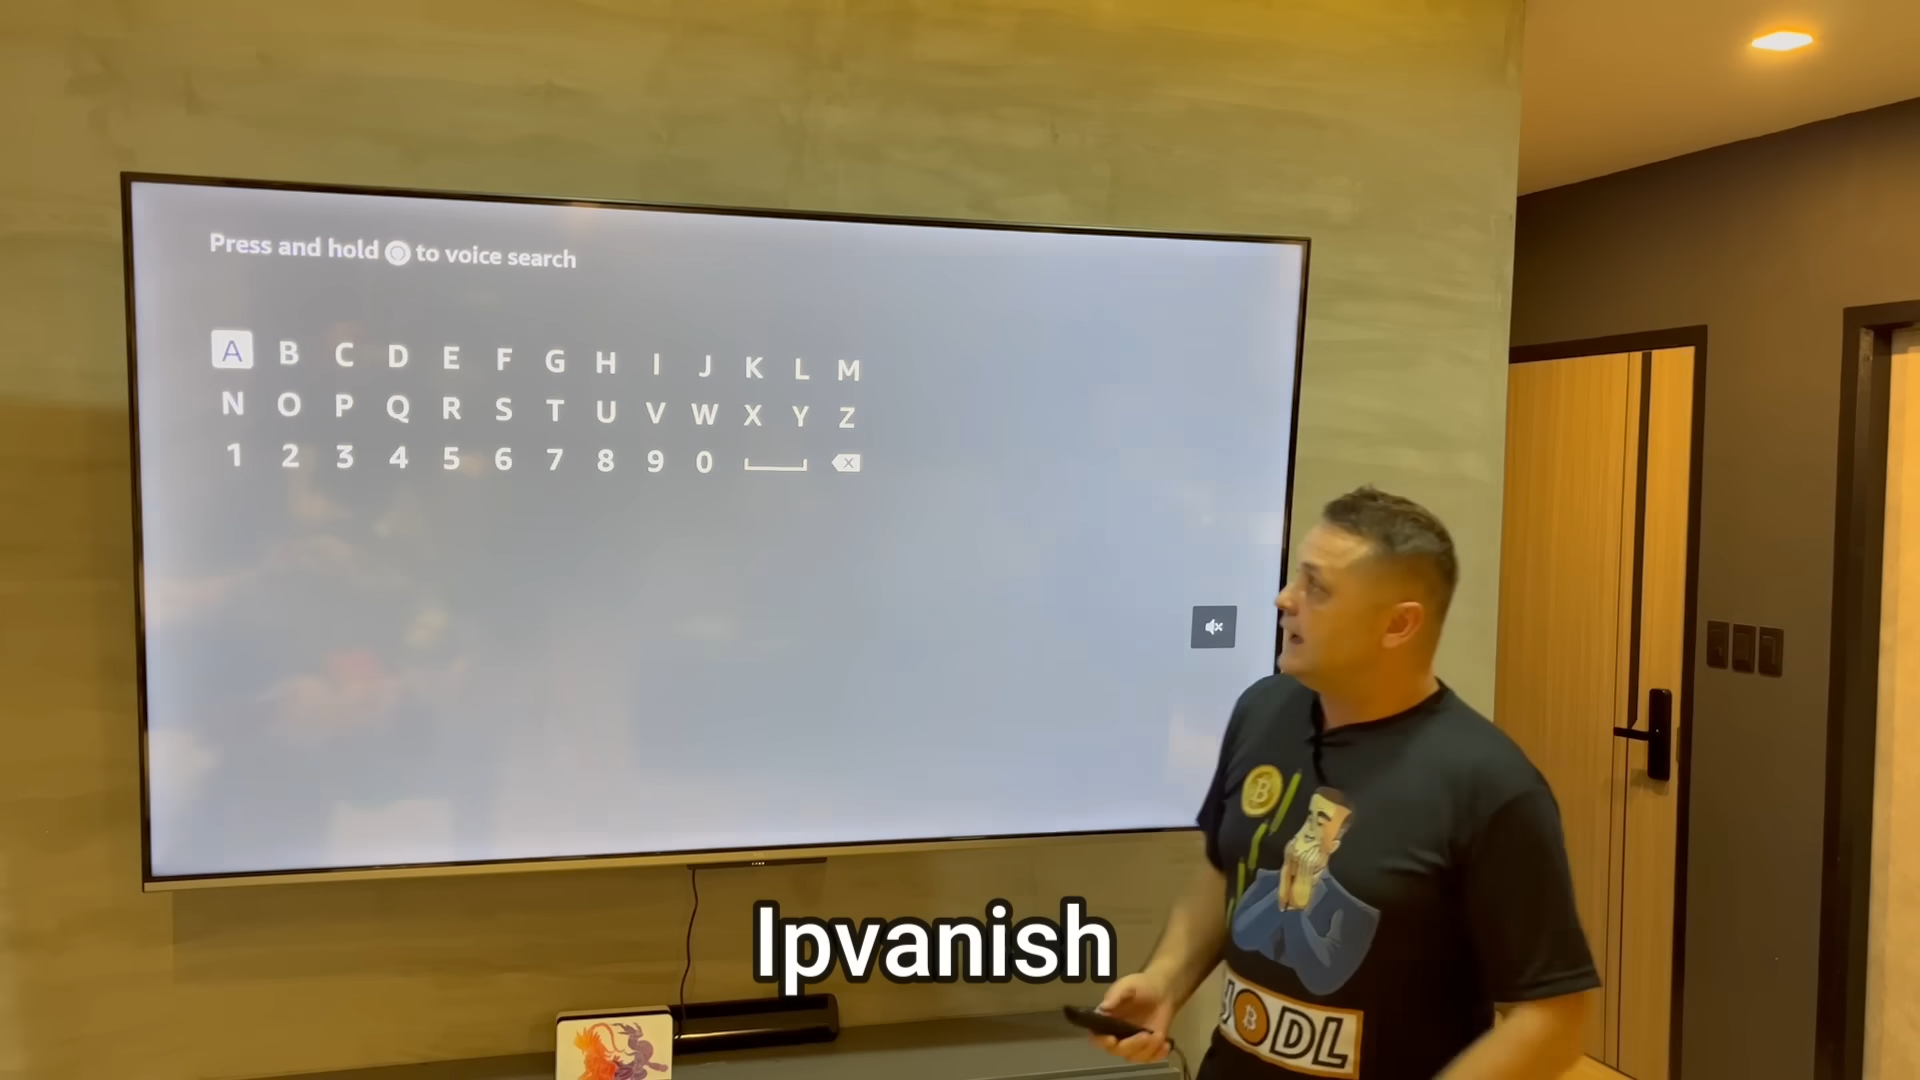 Press and hold to voice search
A B C D E F G H I J K L M
N O P Q R S T U V W X Y Z
1 2 3 4 5 6 7 8 9 0
Ipvanish
DL